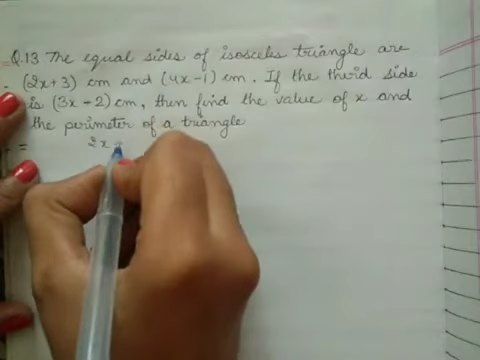 Q.13 The equal sides of isosceles triangle are
(2x+3) cm and (4x-1) cm. If the third side
is (3x-2) cm, then find the value of x and
the perimeter of a triangle
= 2x